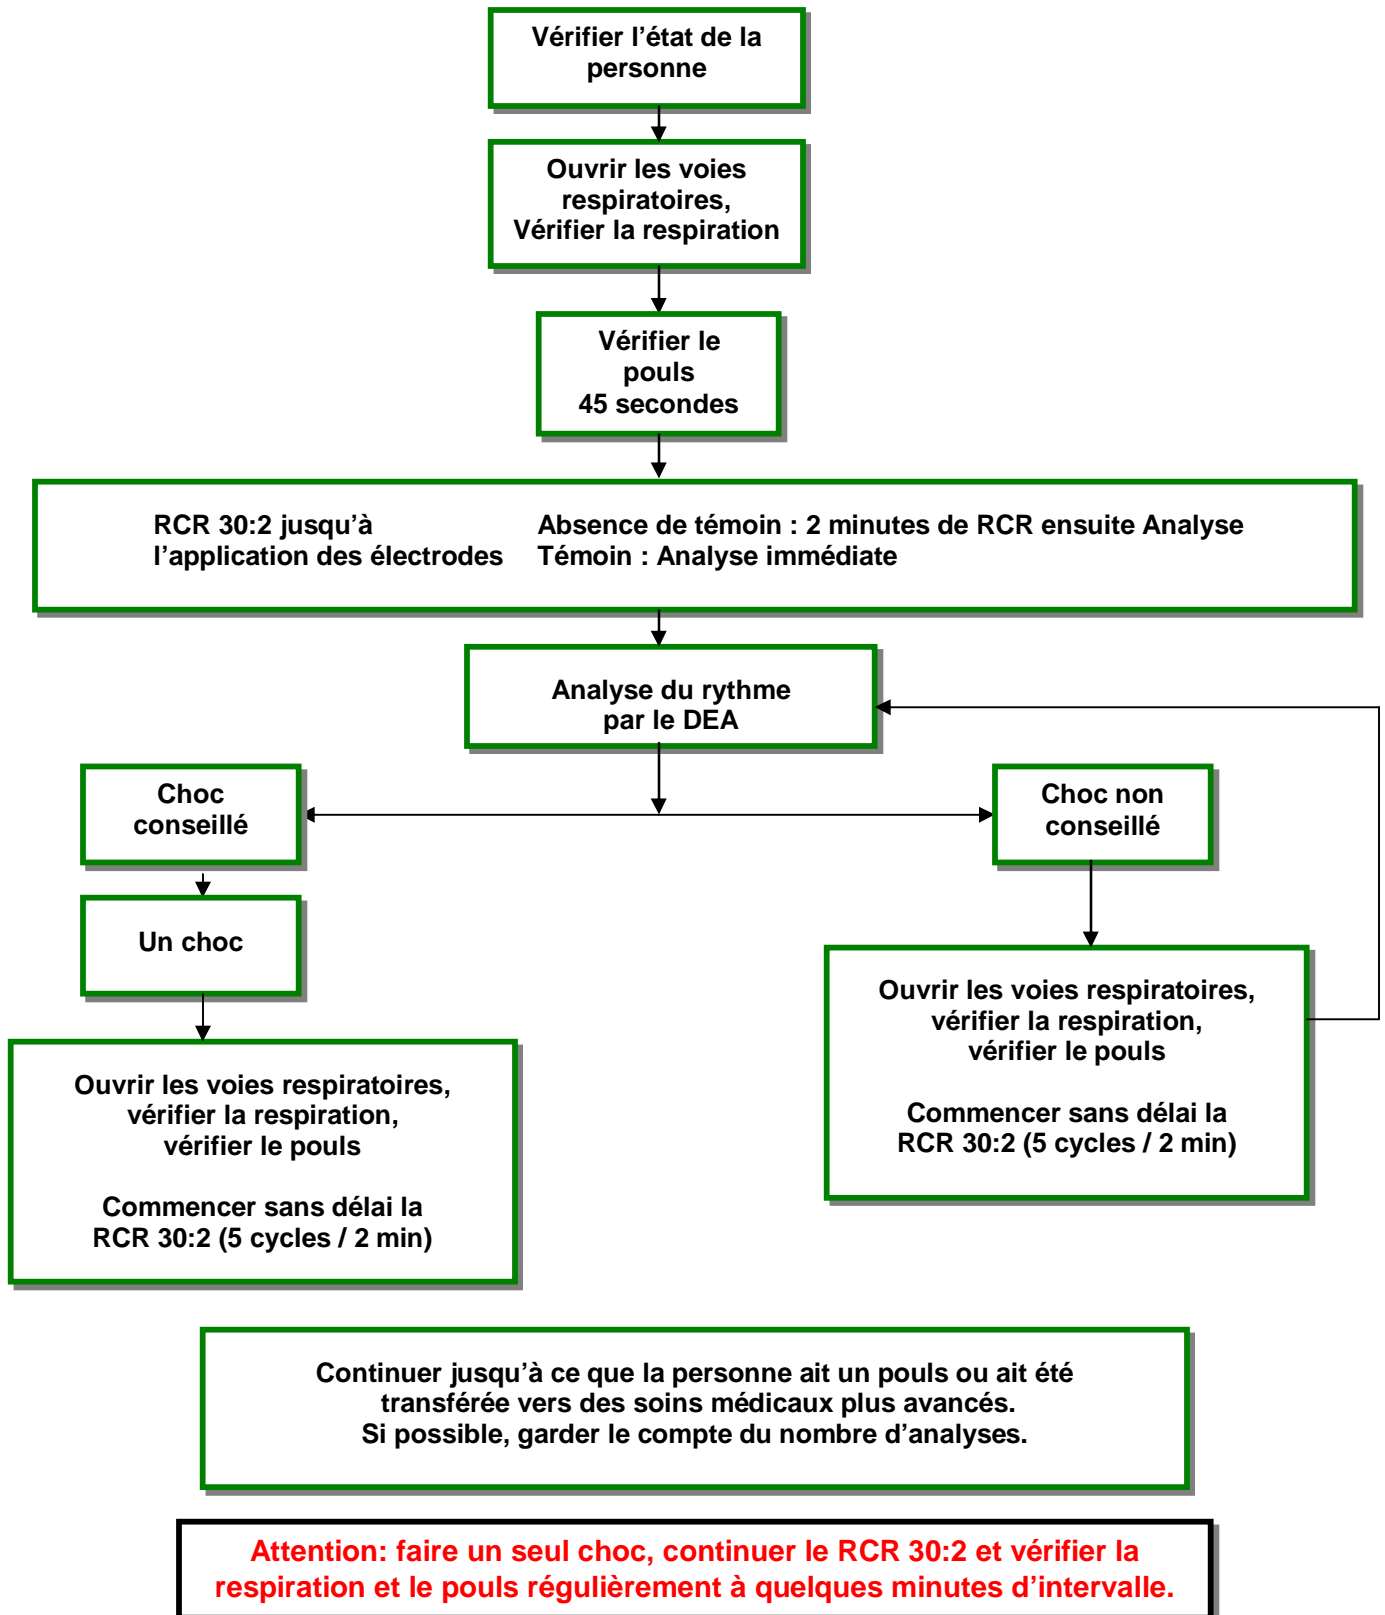 Vérifier l’état de la
personne
Ouvrir les voies
respiratoires,
Vérifier la respiration
Vérifier le
pouls
45 secondes
RCR 30:2 jusqu’à
l’application des électrodes
Absence de témoin : 2 minutes de RCR ensuite Analyse
Témoin : Analyse immédiate
Analyse du rythme
par le DEA
Choc
conseillé
Choc non
conseillé
Un choc
Ouvrir les voies respiratoires,
vérifier la respiration,
vérifier le pouls
Commencer sans délai la
RCR 30:2 (5 cycles / 2 min)
Ouvrir les voies respiratoires,
vérifier la respiration,
vérifier le pouls
Commencer sans délai la
RCR 30:2 (5 cycles / 2 min)
Continuer jusqu’à ce que la personne ait un pouls ou ait été
transférée vers des soins médicaux plus avancés.
Si possible, garder le compte du nombre d’analyses.
Attention: faire un seul choc, continuer le RCR 30:2 et vérifier la
respiration et le pouls régulièrement à quelques minutes d’intervalle.